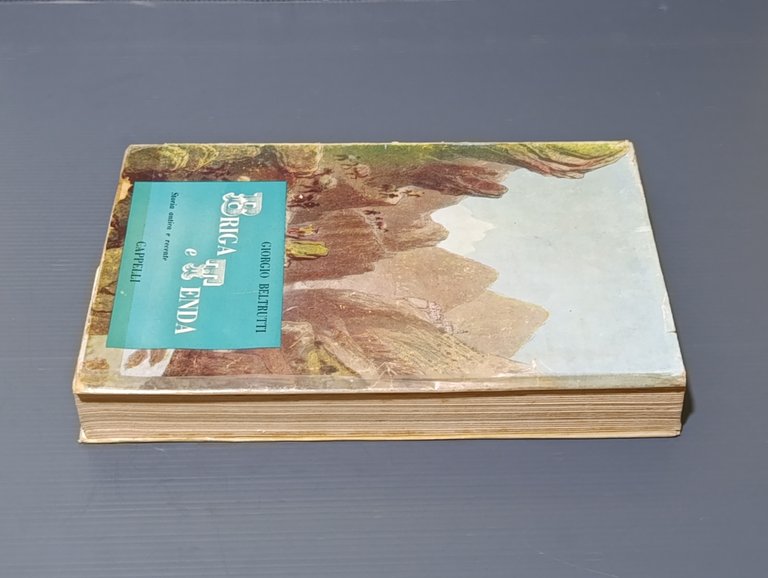 GIORGIO BELTRUTTI
BRIGA
e TENDA
Storia antica e recente
CAPPELLI